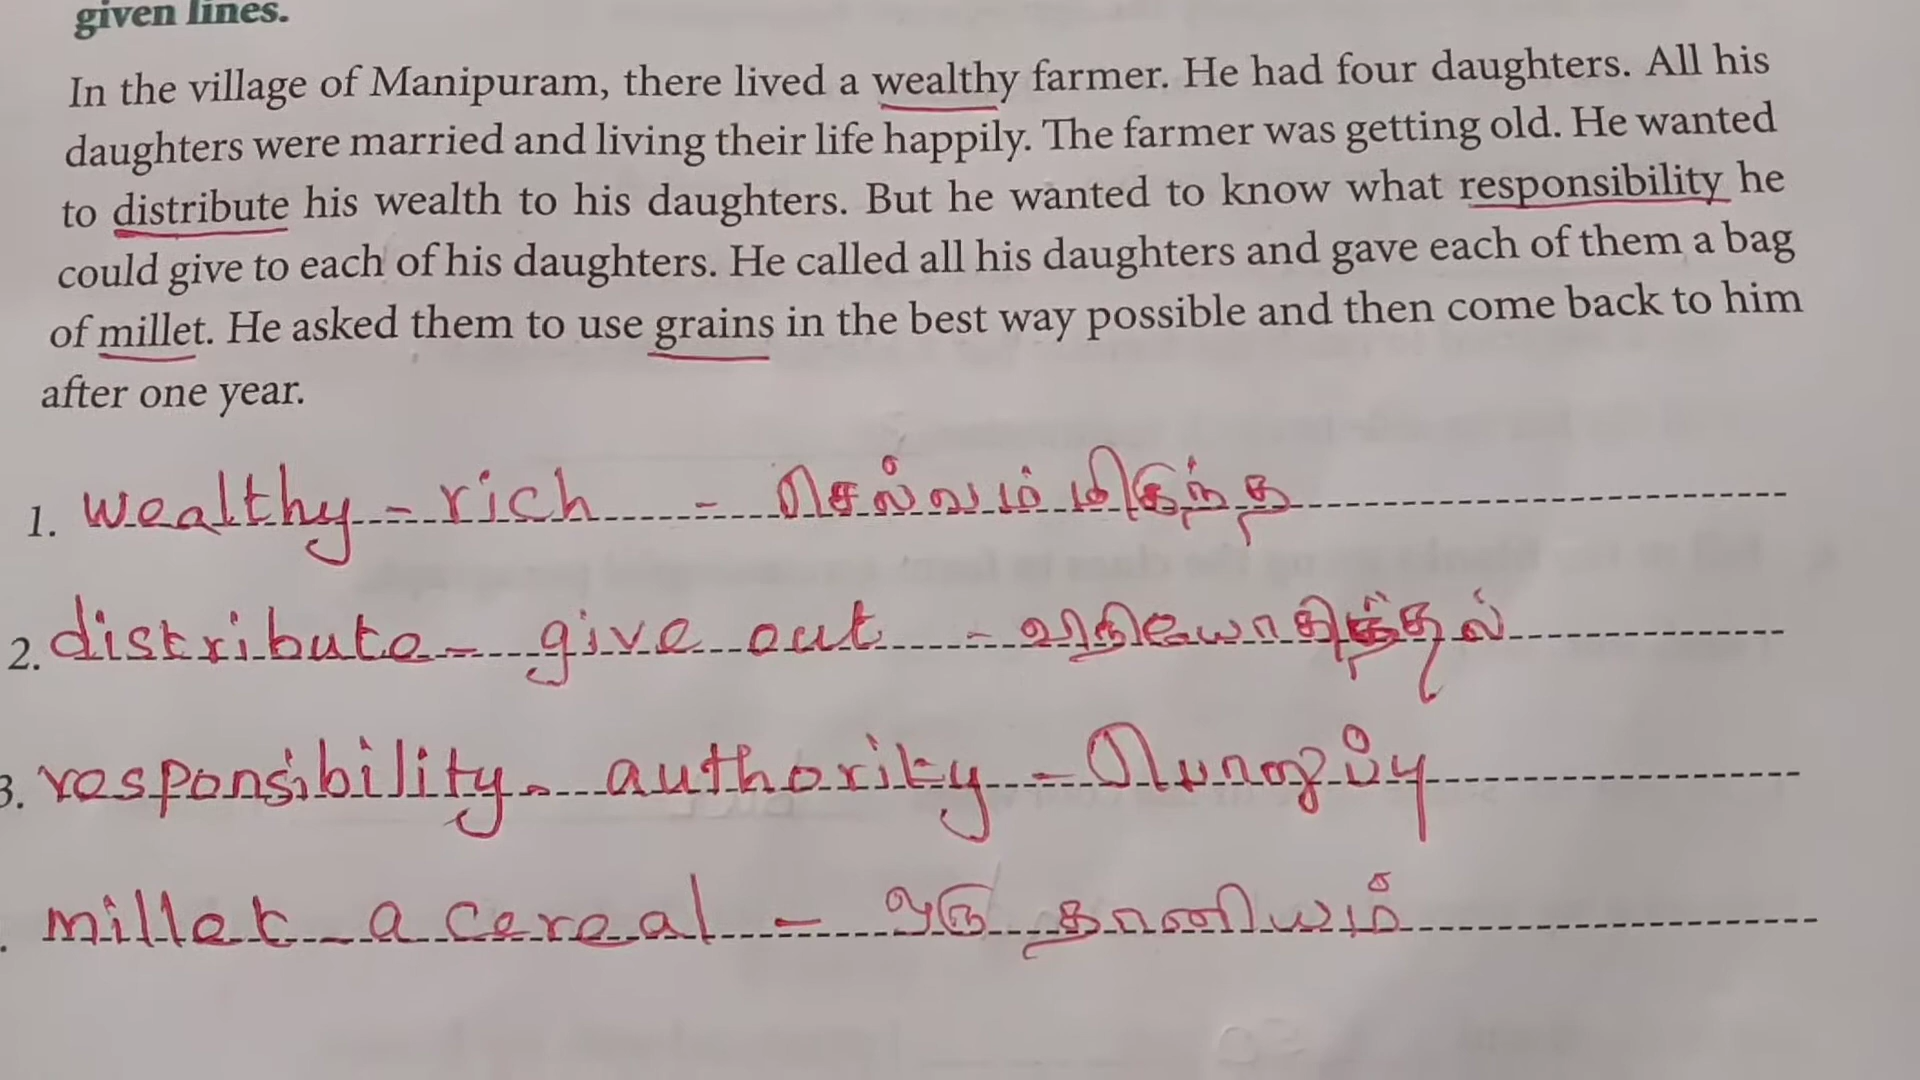 given lines.
In the village of Manipuram, there lived a wealthy farmer. He had four daughters. All his
daughters were married and living their life happily. The farmer was getting old. He wanted
to distribute his wealth to his daughters. But he wanted to know what responsibility he
could give to each of his daughters. He called all his daughters and gave each of them a bag
of millet. He asked them to use grains in the best way possible and then come back to him
after one year.
1. wealthy - rich - செல்வம் மிகுந்த
2. distribute - give out -
3. responsibility - authority - பொறுப்பு
. millet - a cereal - ஒரு தானியம்